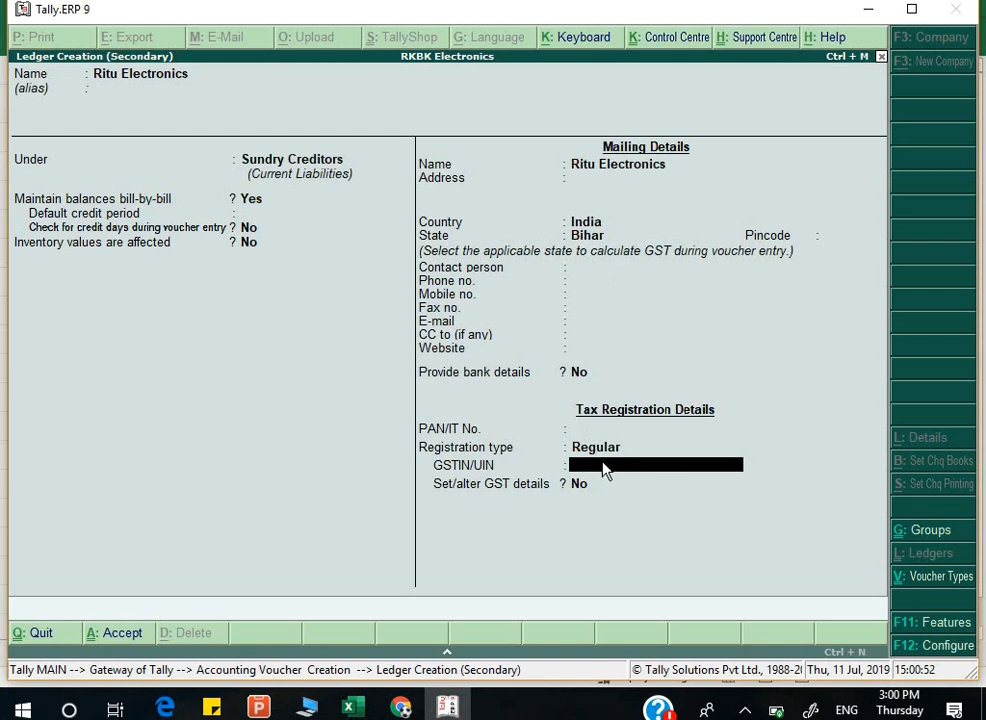 Tally.ERP 9
P: Print E: Export M: E-Mail O: Upload S: TallyShop G: Language K: Keyboard K: Control Centre H: Support Centre H: Help F3: Company
Ledger Creation (Secondary) RKBK Electronics Ctrl + M x
F3: New Company
Name : Ritu Electronics
(alias) :
Mailing Details
Under : Sundry Creditors
(Current Liabilities)
Name : Ritu Electronics
Address :
Maintain balances bill-by-bill ? Yes
Default credit period :
Check for credit days during voucher entry ? No
Inventory values are affected ? No
Country : India
State : Bihar Pincode :
(Select the applicable state to calculate GST during voucher entry.)
Contact person :
Phone no. :
Mobile no. :
Fax no. :
E-mail :
CC to (if any) :
Website :
Provide bank details ? No
Tax Registration Details
PAN/IT No. :
Registration type : Regular
GSTIN/UIN :
Set/alter GST details ? No
L: Details
B: Set Chq Books
S: Set Chq Printing
G: Groups
L: Ledgers
V: Voucher Types
F11: Features
F12: Configure
Q: Quit A: Accept D: Delete
Ctrl + N
Tally MAIN --> Gateway of Tally --> Accounting Voucher Creation --> Ledger Creation (Secondary) © Tally Solutions Pvt Ltd., 1988-2 Thu, 11 Jul, 2019 15:00:52
ENG 3:00 PM
Thursday